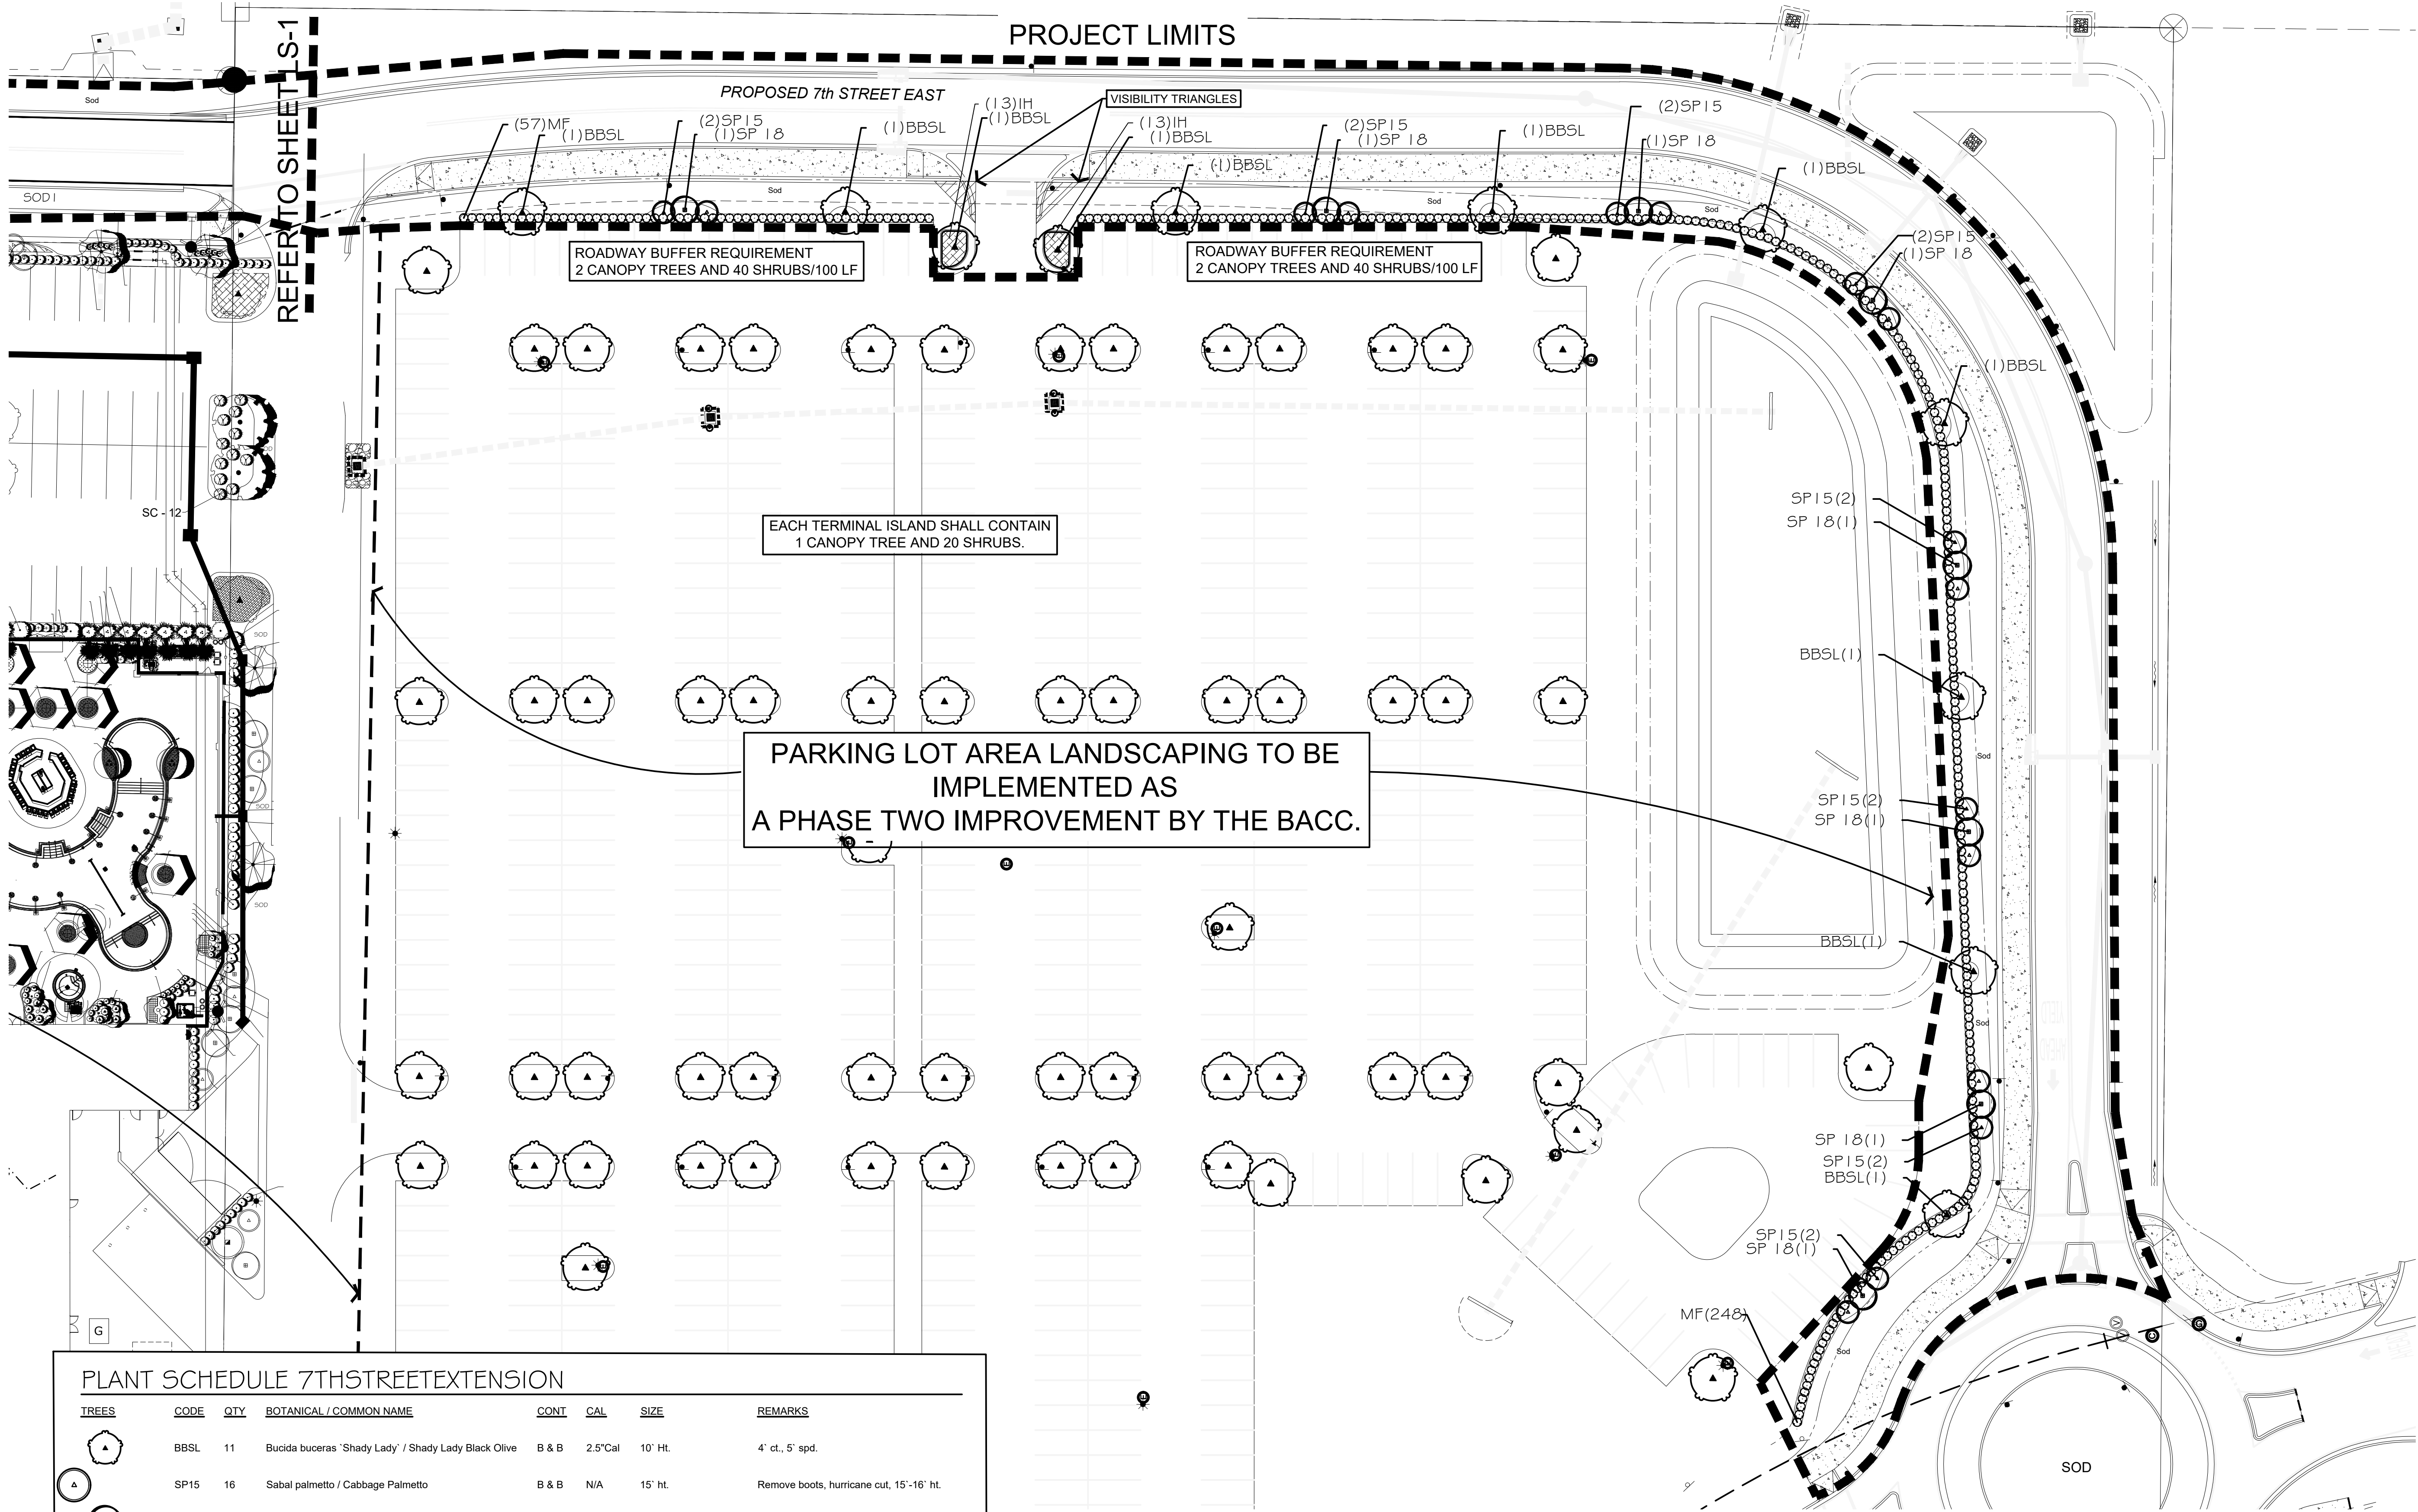 PROJECT LIMITS
REFER TO SHEET LS-1
Sod
PROPOSED 7th STREET EAST
VISIBILITY TRIANGLES
(13)IH
(1)BBSL
(13)IH
(1)BBSL
(57)MF
(1)BBSL
(2)SP15
(1)SP 18
(1)BBSL
(2)SP15
(1)SP 18
(1)BBSL
(1)BBSL
(2)SP15
(1)SP 18
(1)BBSL
Sod
Sod
Sod
SOD1
(2)SP15
(1)SP 18
ROADWAY BUFFER REQUIREMENT
2 CANOPY TREES AND 40 SHRUBS/100 LF
ROADWAY BUFFER REQUIREMENT
2 CANOPY TREES AND 40 SHRUBS/100 LF
(1)BBSL
SP15(2)
SP 18(1)
SC - 12
EACH TERMINAL ISLAND SHALL CONTAIN
1 CANOPY TREE AND 20 SHRUBS.
SOD
BBSL(1)
Sod
PARKING LOT AREA LANDSCAPING TO BE
IMPLEMENTED AS
A PHASE TWO IMPROVEMENT BY THE BACC.
SP15(2)
SP 18(1)
SOD
SOD
BBSL(1)
Sod
SP 18(1)
SP15(2)
BBSL(1)
SP15(2)
SP 18(1)
MF(248)
Sod
G
G
SOD
PLANT SCHEDULE 7THSTREETEXTENSION
TREES CODE QTY BOTANICAL / COMMON NAME CONT CAL SIZE REMARKS
BBSL 11 Bucida buceras `Shady Lady` / Shady Lady Black Olive B & B 2.5"Cal 10` Ht. 4` ct., 5` spd.
SP15 16 Sabal palmetto / Cabbage Palmetto B & B N/A 15` ht. Remove boots, hurricane cut, 15`-16` ht.